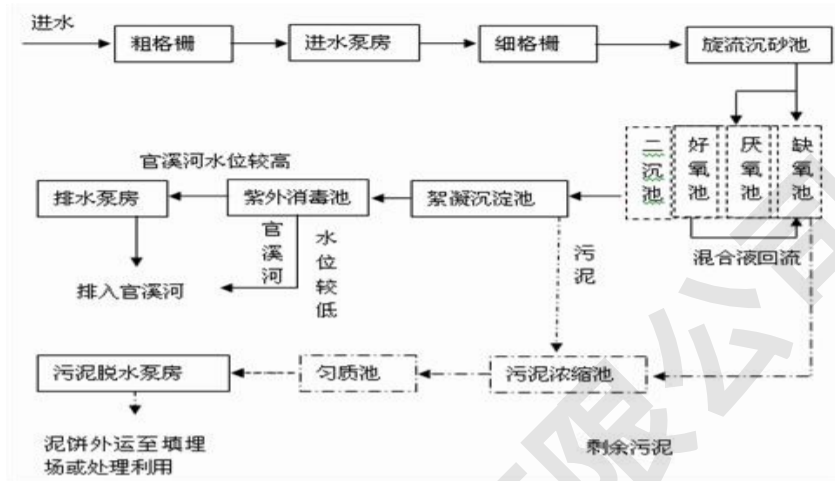 进水
粗格栅
进水泵房
细格栅
旋流沉砂池
二沉池
好氧池
厌氧池
缺氧池
混合液回流
官溪河水位较高
排水泵房
紫外消毒池
絮凝沉淀池
官溪河
水位较低
污泥
排入官溪河
污泥脱水泵房
匀质池
污泥浓缩池
泥饼外运至填埋
场或处理利用
剩余污泥
有限公司